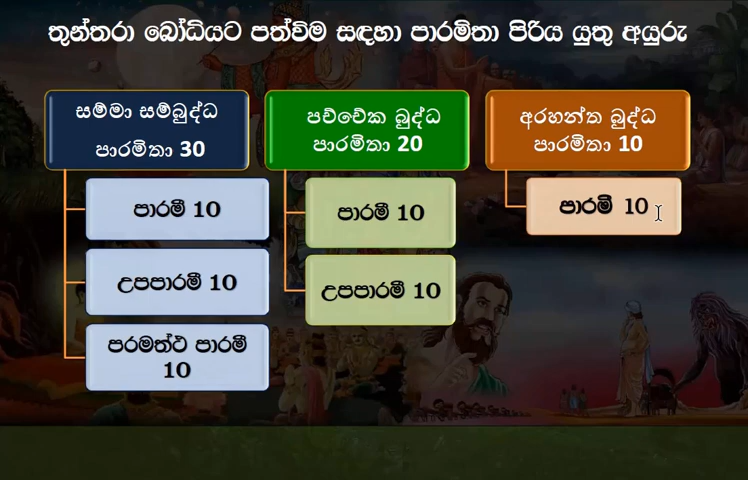 තුන්තරා බෝධියට පත්වීම සඳහා පාරමිතා පිරිය යුතු අයුරු
සම්මා සම්බුද්ධ
පාරමිතා 30
පාරමී 10
උපපාරමී 10
පරමත්ථ පාරමී
10
පච්චේක බුද්ධ
පාරමිතා 20
පාරමී 10
උපපාරමී 10
අරහන්ත බුද්ධ
පාරමිතා 10
පාරමී 10